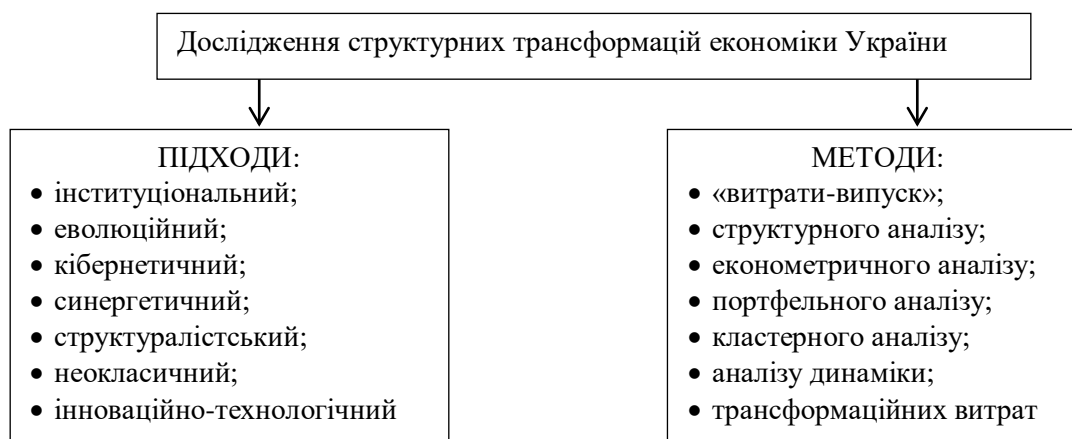 Дослідження структурних трансформацій економіки України
ПІДХОДИ:
• інституціональний;
• еволюційний;
• кібернетичний;
• синергетичний;
• структуралістський;
• неокласичний;
• інноваційно-технологічний
МЕТОДИ:
• «витрати-випуск»;
• структурного аналізу;
• економетричного аналізу;
• портфельного аналізу;
• кластерного аналізу;
• аналізу динаміки;
• трансформаційних витрат